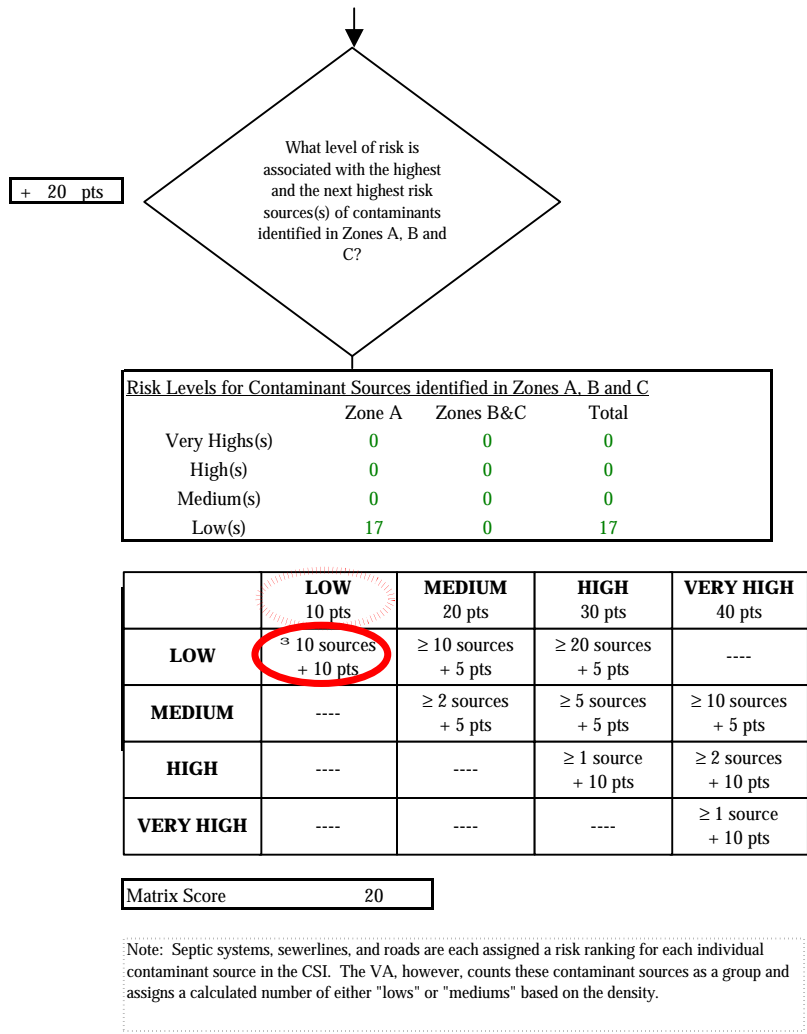 What level of risk is
associated with the highest
and the next highest risk
sources(s) of contaminants
identified in Zones A, B and
C?
+ 20 pts
Risk Levels for Contaminant Sources identified in Zones A, B and C
Zone A Zones B&C Total
Very Highs(s) 0 0 0
High(s) 0 0 0
Medium(s) 0 0 0
Low(s) 17 0 17
LOW MEDIUM HIGH VERY HIGH
10 pts 20 pts 30 pts 40 pts
LOW ³ 10 sources ≥ 10 sources ≥ 20 sources ----
+ 10 pts + 5 pts + 5 pts
MEDIUM ---- ≥ 2 sources ≥ 5 sources ≥ 10 sources
+ 5 pts + 5 pts + 5 pts
HIGH ---- ---- ≥ 1 source ≥ 2 sources
+ 10 pts + 10 pts
VERY HIGH ---- ---- ---- ≥ 1 source
+ 10 pts
Matrix Score 20
Note: Septic systems, sewerlines, and roads are each assigned a risk ranking for each individual
contaminant source in the CSI. The VA, however, counts these contaminant sources as a group and
assigns a calculated number of either "lows" or "mediums" based on the density.